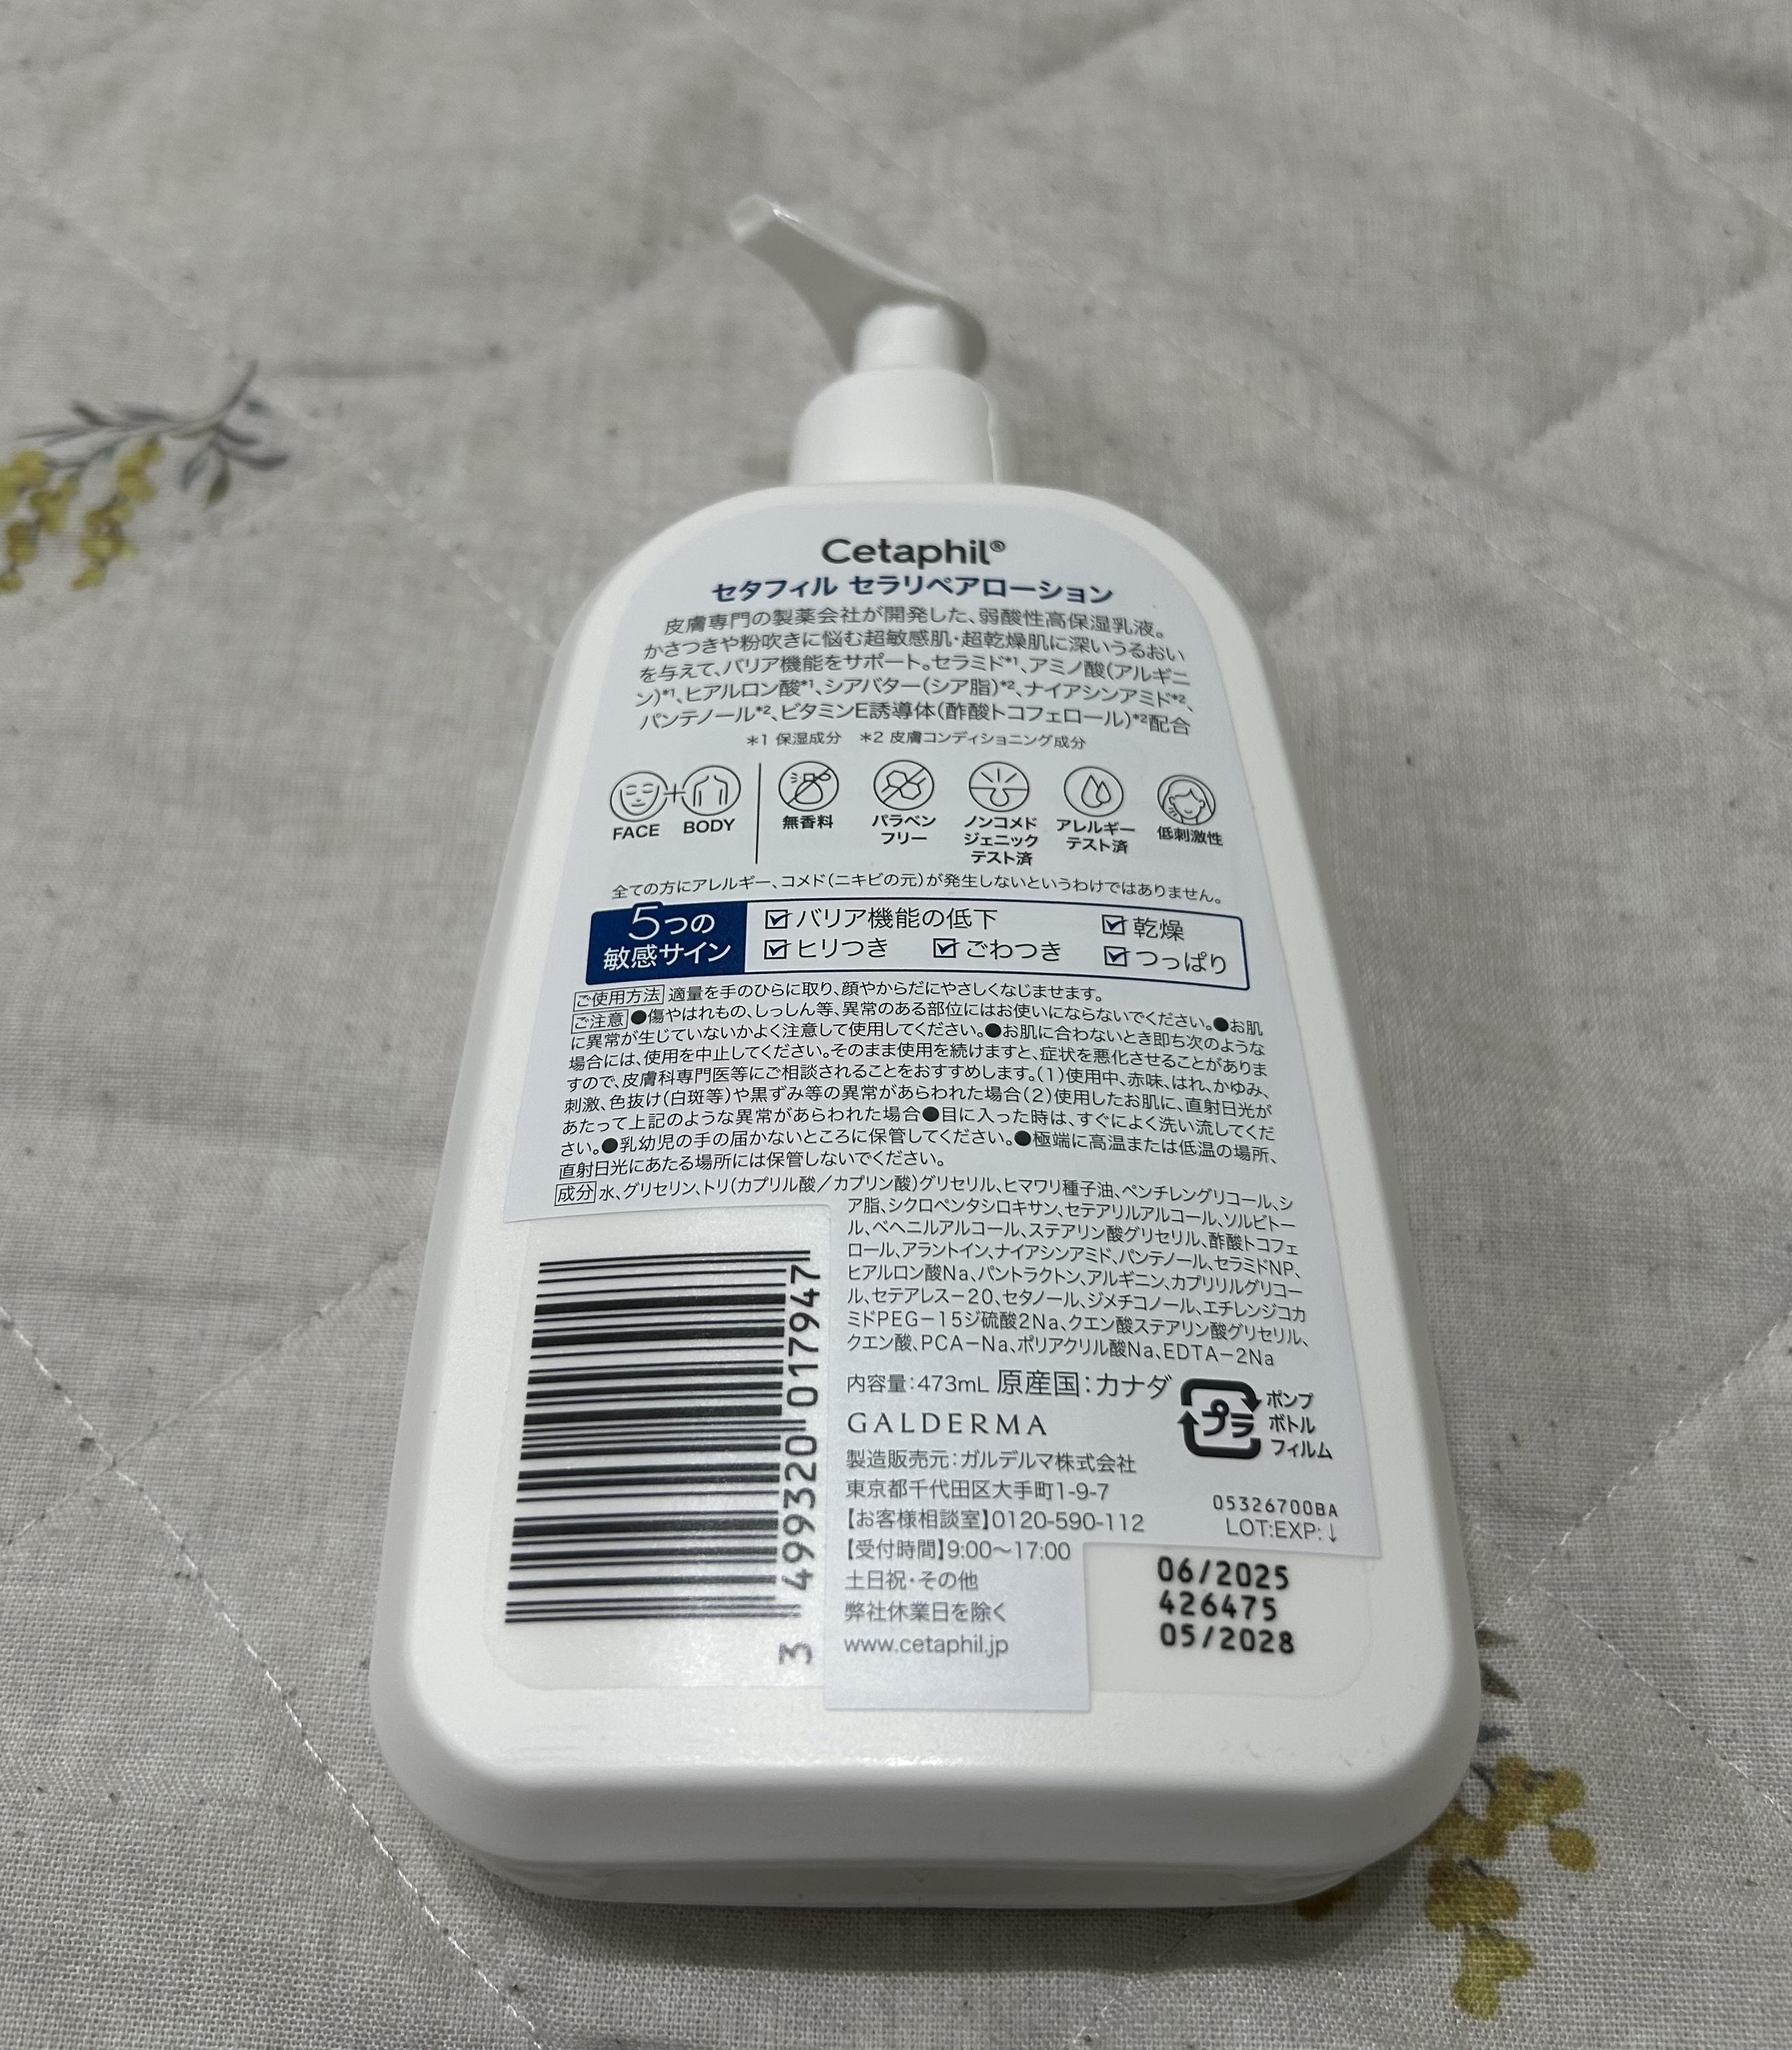 Cetaphil®
セタフィル セラリペアローション
皮膚専門の製薬会社が開発した、弱酸性高保湿乳液。
かさつきや粉吹きに悩む超敏感肌・超乾燥肌に深いうるおい
を与えて、バリア機能をサポート。セラミド*1、アミノ酸(アルギニ
ン)*1、ヒアルロン酸*1、シアバター(シア脂)*2、ナイアシンアミド*2、
パンテノール*2、ビタミンE誘導体(酢酸トコフェロール)*2配合
*1 保湿成分 *2 皮膚コンディショニング成分
FACE + BODY
無香料
パラベン
フリー
ノンコメド
ジェニック
テスト済
アレルギー
テスト済
低刺激性
全ての方にアレルギー、コメド(ニキビの元)が発生しないというわけではありません。
5つの
敏感サイン
☑バリア機能の低下 ☑乾燥
☑ヒリつき ☑ごわつき ☑つっぱり
ご使用方法 適量を手のひらに取り、顔やからだにやさしくなじませます。
ご注意 ●傷やはれもの、しっしん等、異常のある部位にはお使いにならないでください。●お肌
に異常が生じていないかよく注意して使用してください。●お肌に合わないとき即ち次のような
場合には、使用を中止してください。そのまま使用を続けますと、症状を悪化させることがありま
すので、皮膚科専門医等にご相談されることをおすすめします。(1)使用中、赤味、はれ、かゆみ、
刺激、色抜け(白斑等)や黒ずみ等の異常があらわれた場合(2)使用したお肌に、直射日光が
あたって上記のような異常があらわれた場合●目に入った時は、すぐによく洗い流してくだ
さい。●乳幼児の手の届かないところに保管してください。●極端に高温または低温の場所、
直射日光にあたる場所には保管しないでください。
成分 水、グリセリン、トリ(カプリル酸／カプリン酸)グリセリル、ヒマワリ種子油、ペンチレングリコール、シ
ア脂、シクロペンタシロキサン、セテアリルアルコール、ソルビトー
ル、ベヘニルアルコール、ステアリン酸グリセリル、酢酸トコフェ
ロール、アラントイン、ナイアシンアミド、パンテノール、セラミドNP、
ヒアルロン酸Na、パントラクトン、アルギニン、カプリリルグリコー
ル、セテアレス－20、セタノール、ジメチコノール、エチレンジコカ
ミドPEG－15ジ硫酸2Na、クエン酸ステアリン酸グリセリル、
クエン酸、PCA－Na、ポリアクリル酸Na、EDTA－2Na
内容量：473mL 原産国：カナダ
GALDERMA
製造販売元：ガルデルマ株式会社
東京都千代田区大手町1-9-7
【お客様相談室】0120-590-112
【受付時間】9:00〜17:00
土日祝・その他
弊社休業日を除く
www.cetaphil.jp
プラ
ポンプ
ボトル
フィルム
05326700BA
LOT:EXP:↓
06/2025
426475
05/2028
3 499320 017947